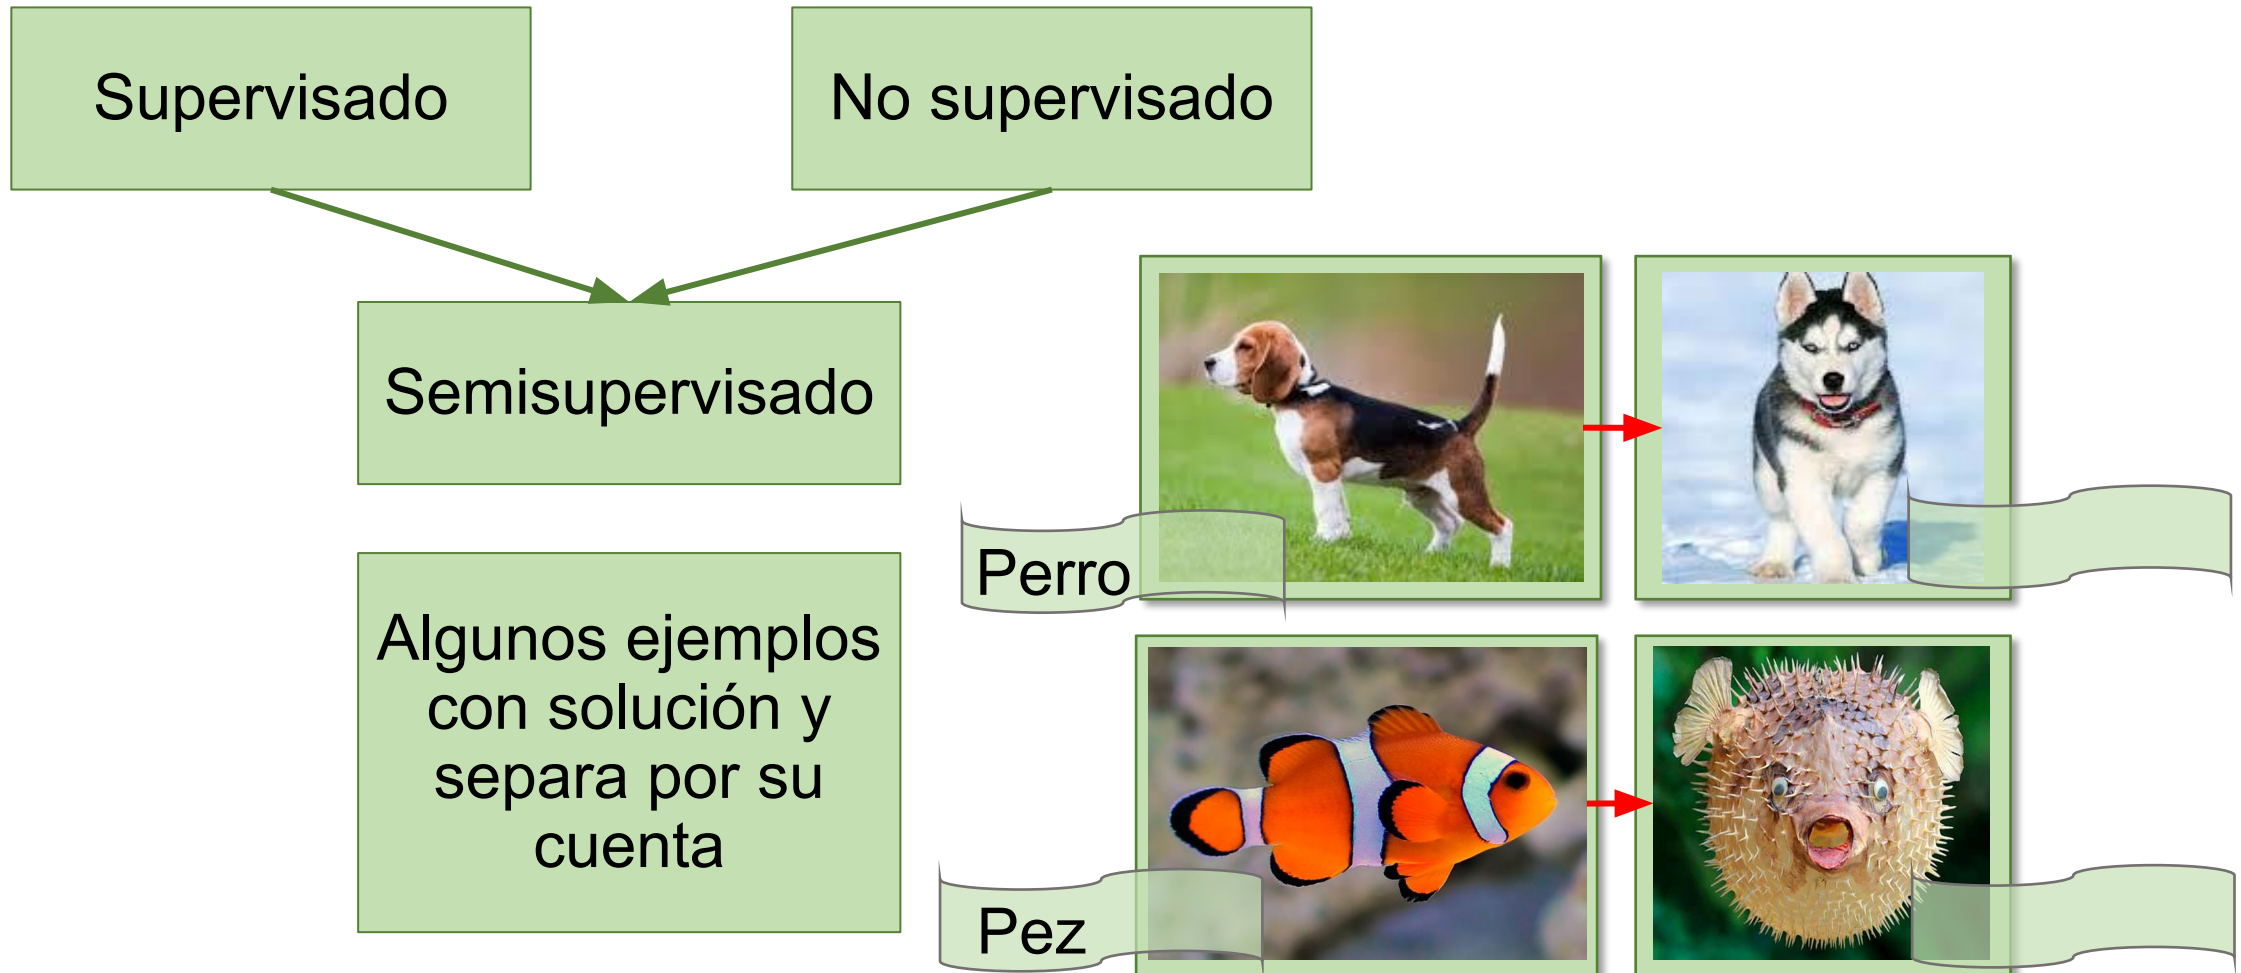 Supervisado
No supervisado
Semisupervisado
Algunos ejemplos
con solución y
separa por su
cuenta
Perro
Pez